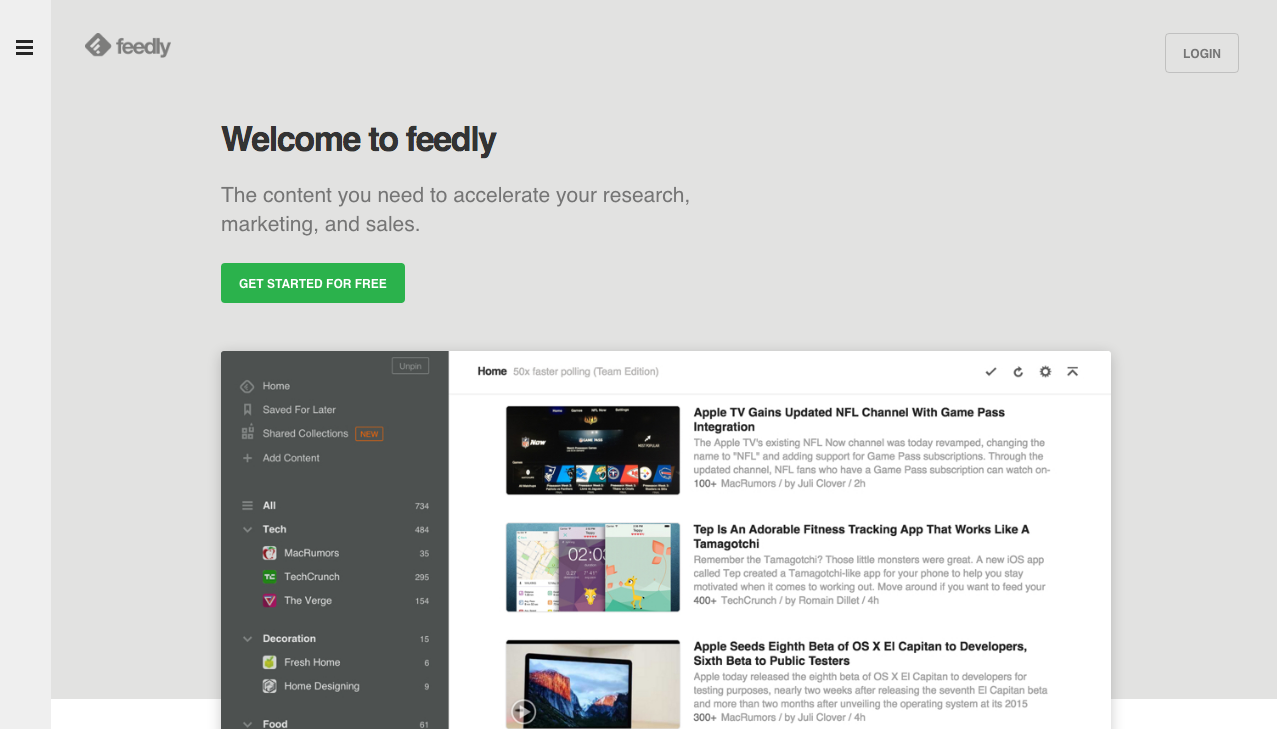 feedly
LOGIN
Welcome to feedly
The content you need to accelerate your research,
marketing, and sales.
GET STARTED FOR FREE
Unpin
Home
Saved For Later
Shared Collections NEW
Add Content
All 734
Tech 484
MacRumors 35
TechCrunch 295
The Verge 154
Decoration 15
Fresh Home 6
Home Designing 9
Food 61
Home 50x faster polling (Team Edition)
Apple TV Gains Updated NFL Channel With Game Pass
Integration
The Apple TV's existing NFL Now channel was today revamped, changing the
name to "NFL" and adding support for Game Pass subscriptions. Through the
updated channel, NFL fans who have a Game Pass subscription can watch on-
100+ MacRumors / by Juli Clover / 2h
Tep Is An Adorable Fitness Tracking App That Works Like A
Tamagotchi
Remember the Tamagotchi? Those little monsters were great. A new iOS app
called Tep created a Tamagotchi-like app for your phone to help you stay
motivated when it comes to working out. Move around if you want to feed your
400+ TechCrunch / by Romain Dillet / 4h
Apple Seeds Eighth Beta of OS X El Capitan to Developers,
Sixth Beta to Public Testers
Apple today released the eighth beta of OS X El Capitan to developers for
testing purposes, nearly two weeks after releasing the seventh El Capitan beta
and more than two months after unveiling the operating system at its 2015
300+ MacRumors / by Juli Clover / 4h